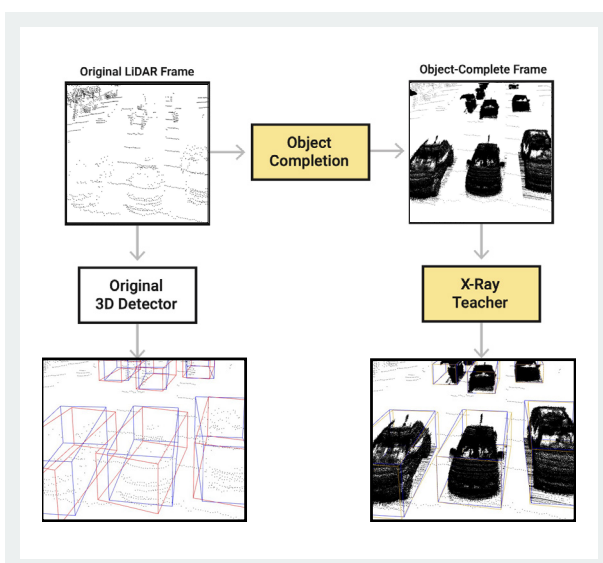 Original LiDAR Frame
Object-Complete Frame
Object
Completion
Original
3D Detector
X-Ray
Teacher